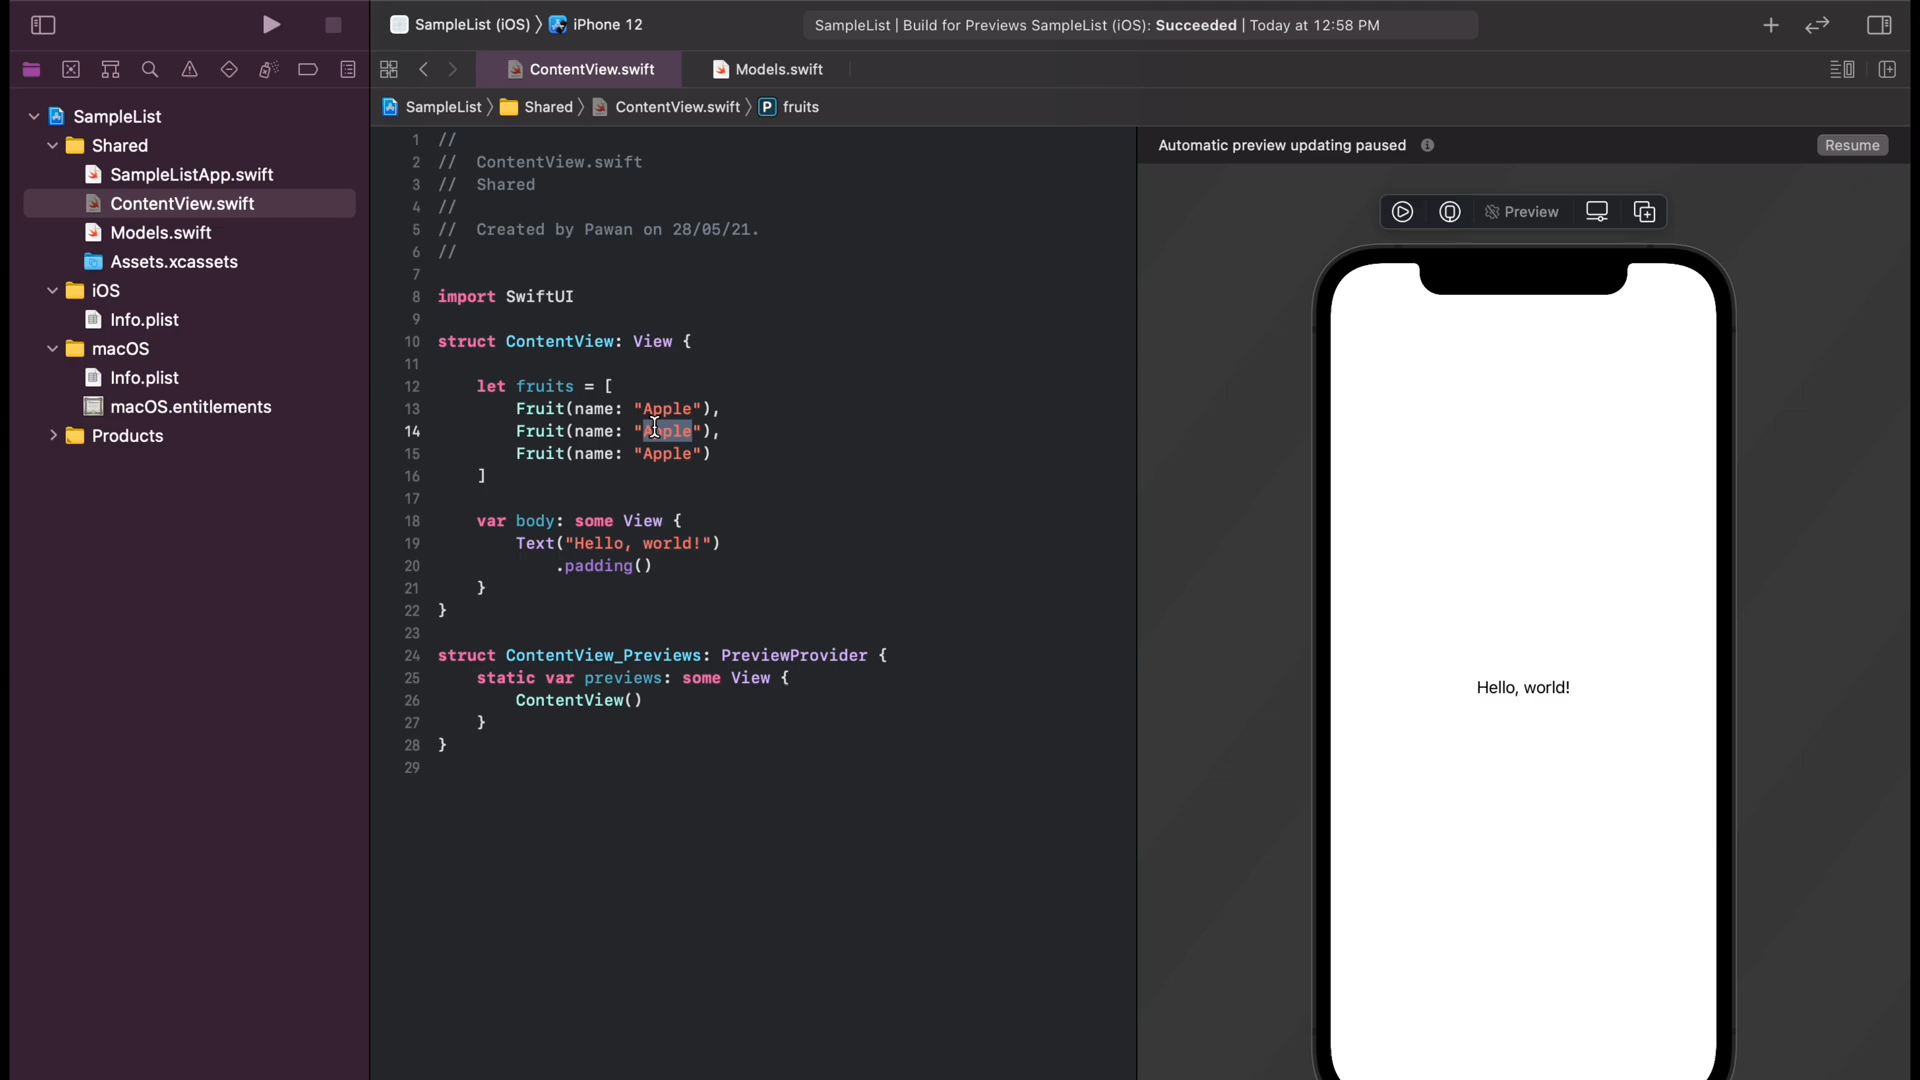 SampleList (iOS) 〉 iPhone 12
SampleList | Build for Previews SampleList (iOS): Succeeded | Today at 12:58 PM
ContentView.swift
Models.swift
SampleList 〉 Shared 〉 ContentView.swift 〉 P fruits
SampleList
Shared
SampleListApp.swift
ContentView.swift
Models.swift
Assets.xcassets
iOS
Info.plist
macOS
Info.plist
macOS.entitlements
Products
1 //
2 //  ContentView.swift
3 //  Shared
4 //
5 //  Created by Pawan on 28/05/21.
6 //
7
8 import SwiftUI
9
10 struct ContentView: View {
11
12     let fruits = [
13         Fruit(name: "Apple"),
14         Fruit(name: "Apple"),
15         Fruit(name: "Apple")
16     ]
17
18     var body: some View {
19         Text("Hello, world!")
20             .padding()
21     }
22 }
23
24 struct ContentView_Previews: PreviewProvider {
25     static var previews: some View {
26         ContentView()
27     }
28 }
29
Automatic preview updating paused
Resume
Preview
Hello, world!